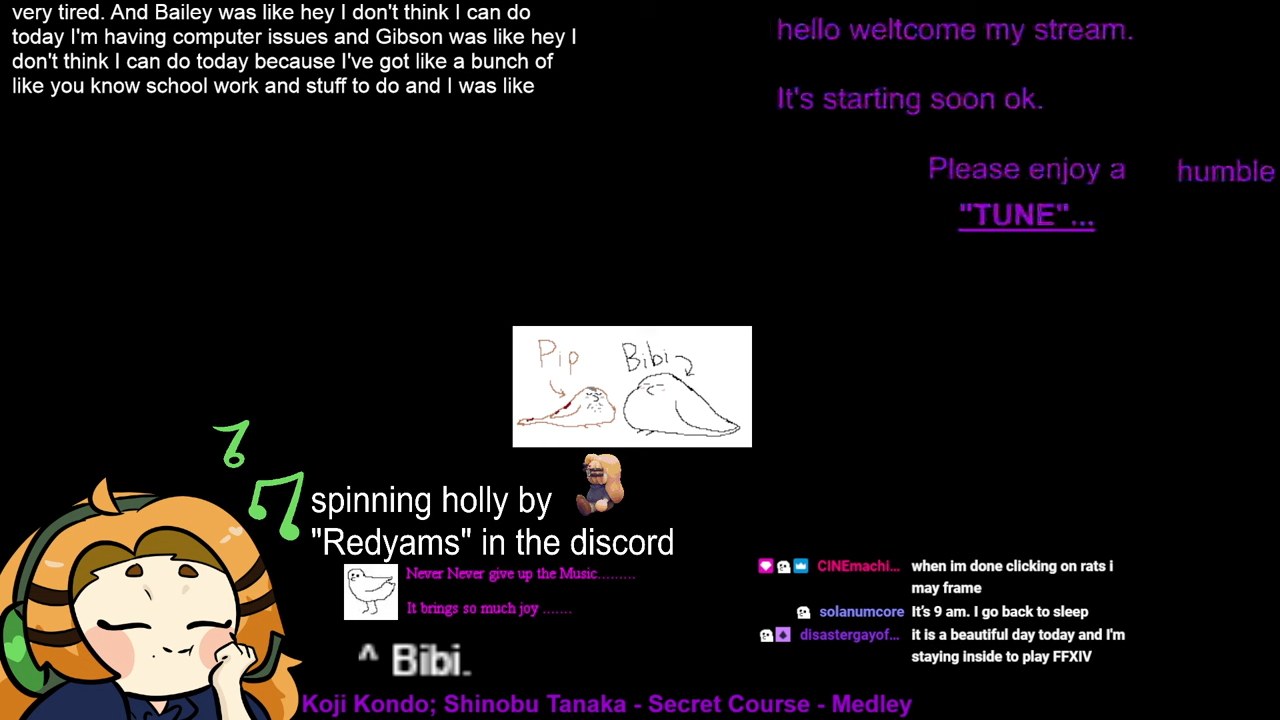 very tired. And Bailey was like hey I don't think I can do
today I'm having computer issues and Gibson was like hey I
don't think I can do today because I've got like a bunch of
like you know school work and stuff to do and I was like
hello weltcome my stream.
It's starting soon ok.
Please enjoy a humble
"TUNE"...
Pip
Bibi
spinning holly by
"Redyams" in the discord
Never Never give up the Music.........
It brings so much joy .......
^ Bibi.
CINEmachi... when im done clicking on rats i
may frame
solanumcore It's 9 am. I go back to sleep
disastergayof... it is a beautiful day today and I'm
staying inside to play FFXIV
Koji Kondo; Shinobu Tanaka - Secret Course - Medley